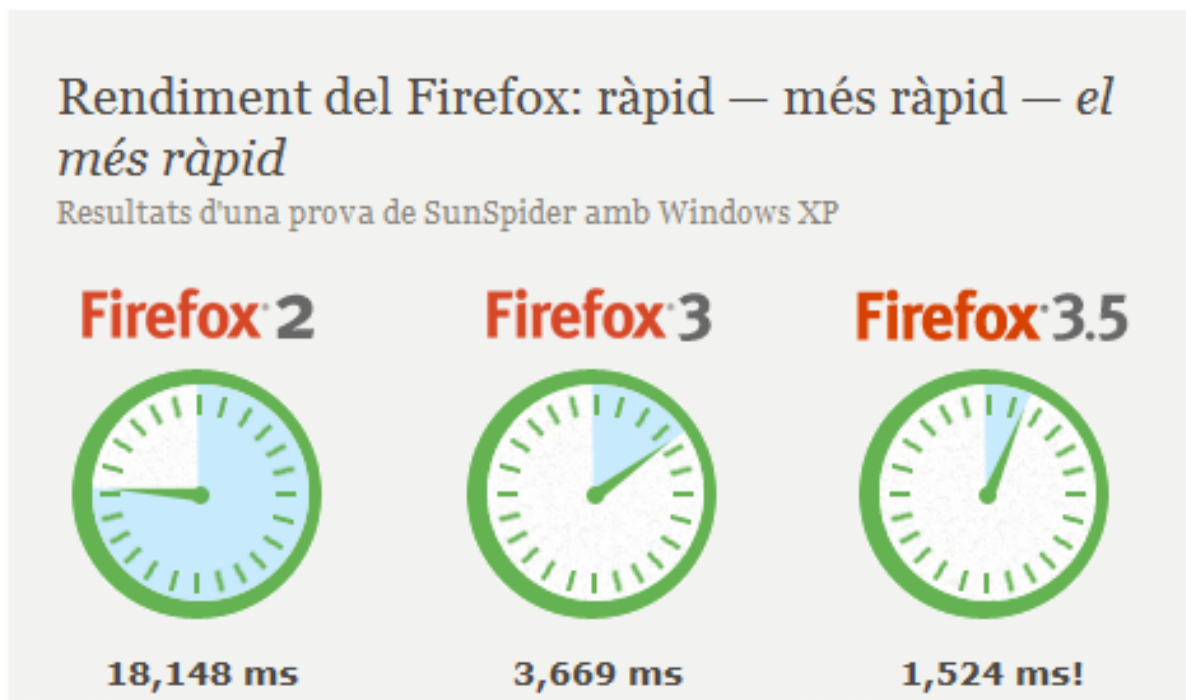 Rendiment del Firefox: ràpid — més ràpid — el
més ràpid
Resultats d'una prova de SunSpider amb Windows XP
Firefox 2 Firefox 3 Firefox 3.5
18,148 ms 3,669 ms 1,524 ms!